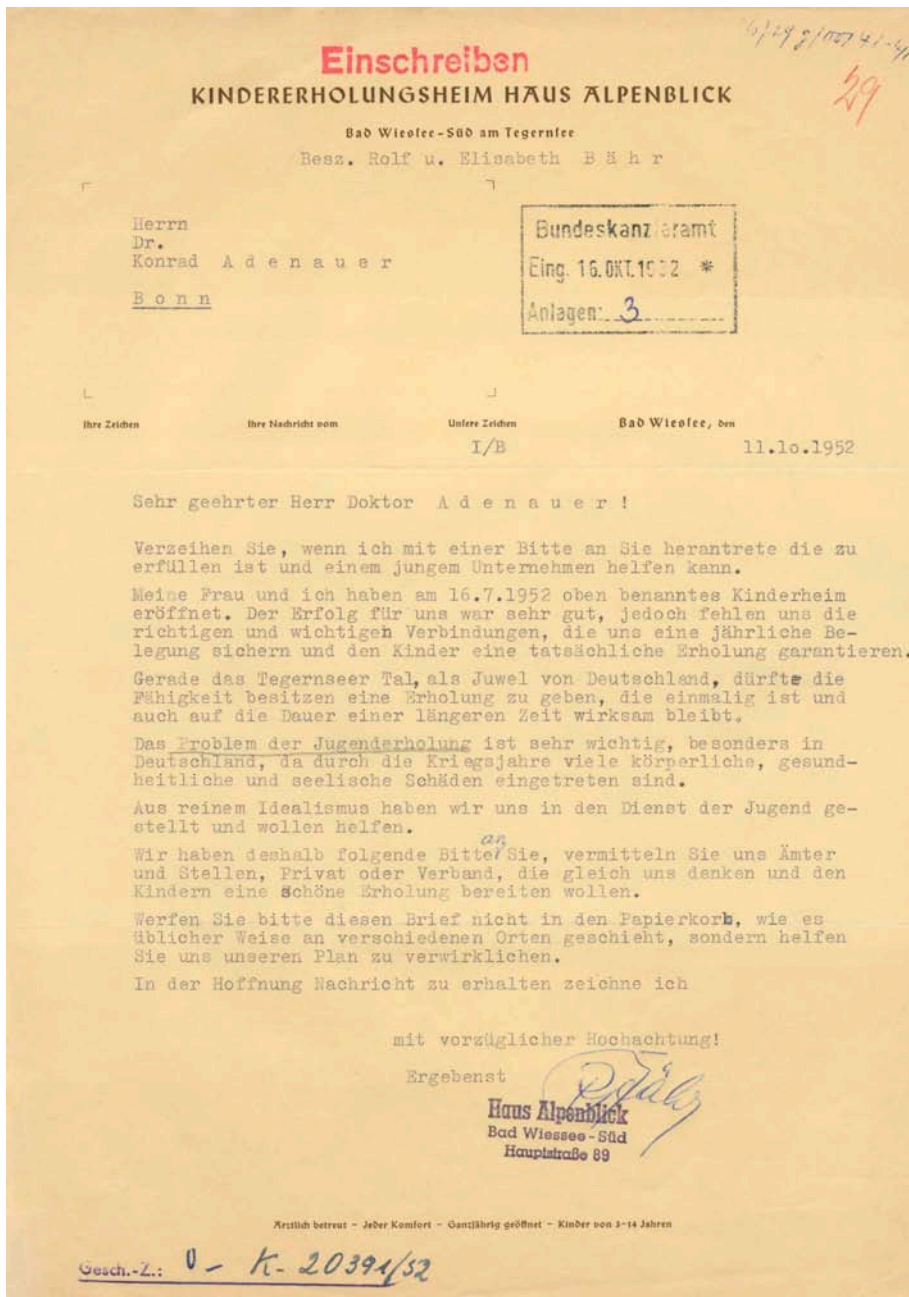 Einschreiben
29
KINDERERHOLUNGSHEIM HAUS ALPENBLICK
Bad Wiessee-Süd am Tegernsee
Besz. Rolf u. Elisabeth B ä h r
Herrn
Dr.
Konrad A d e n a u e r
B o n n
Bundeskanzleramt
Eing. 16.OKT.1952 *
Anlagen: 3
Ihre Zeichen Ihre Nachricht vom Unsere Zeichen Bad Wiessee, den
I/B 11.1o.1952
Sehr geehrter Herr Doktor A d e n a u e r !
Verzeihen Sie, wenn ich mit einer Bitte an Sie herantrete die zu
erfüllen ist und einem jungem Unternehmen helfen kann.
Meine Frau und ich haben am 16.7.1952 oben benanntes Kinderheim
eröffnet. Der Erfolg für uns war sehr gut, jedoch fehlen uns die
richtigen und wichtigen Verbindungen, die uns eine jährliche Be-
legung sichern und den Kinder eine tatsächliche Erholung garantieren.
Gerade das Tegernseer Tal, als Juwel von Deutschland, dürfte die
Fähigkeit besitzen eine Erholung zu geben, die einmalig ist und
auch auf die Dauer einer längeren Zeit wirksam bleibt.
Das Problem der Jugenderholung ist sehr wichtig, besonders in
Deutschland, da durch die Kriegsjahre viele körperliche, gesund-
heitliche und seelische Schäden eingetreten sind.
Aus reinem Idealismus haben wir uns in den Dienst der Jugend ge-
stellt und wollen helfen.
Wir haben deshalb folgende Bitte an Sie, vermitteln Sie uns Ämter
und Stellen, Privat oder Verband, die gleich uns denken und den
Kindern eine schöne Erholung bereiten wollen.
Werfen Sie bitte diesen Brief nicht in den Papierkorb, wie es
üblicher Weise an verschiedenen Orten geschieht, sondern helfen
Sie uns unseren Plan zu verwirklichen.
In der Hoffnung Nachricht zu erhalten zeichne ich
mit vorzüglicher Hochachtung!
Ergebenst
Haus Alpenblick
Bad Wiessee-Süd
Hauptstraße 89
Ärztlich betreut - Jeder Komfort - Ganzjährig geöffnet - Kinder von 3-14 Jahren
Gesch.-Z.: 0 - K - 20391/52